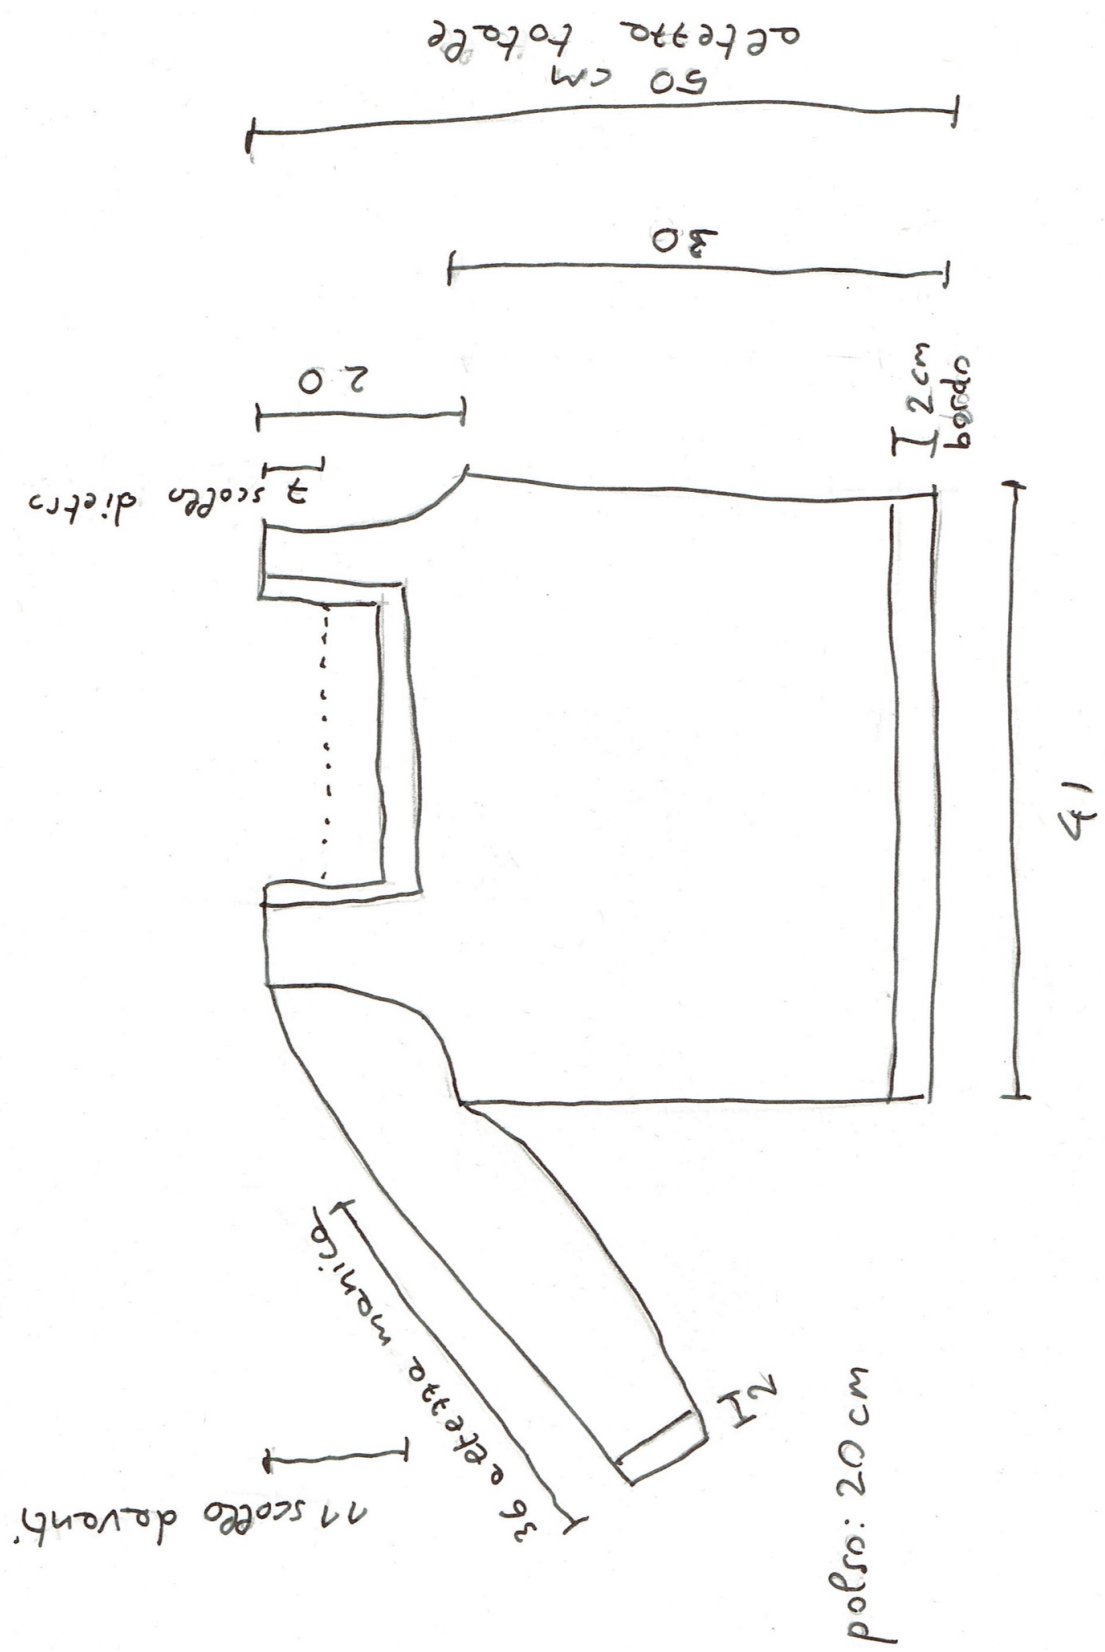 50 cm
altezza totale
30
20
2 cm
bordo
7 scollo dietro
41
36 altezza manica
2
11 scollo davanti
polso: 20 cm